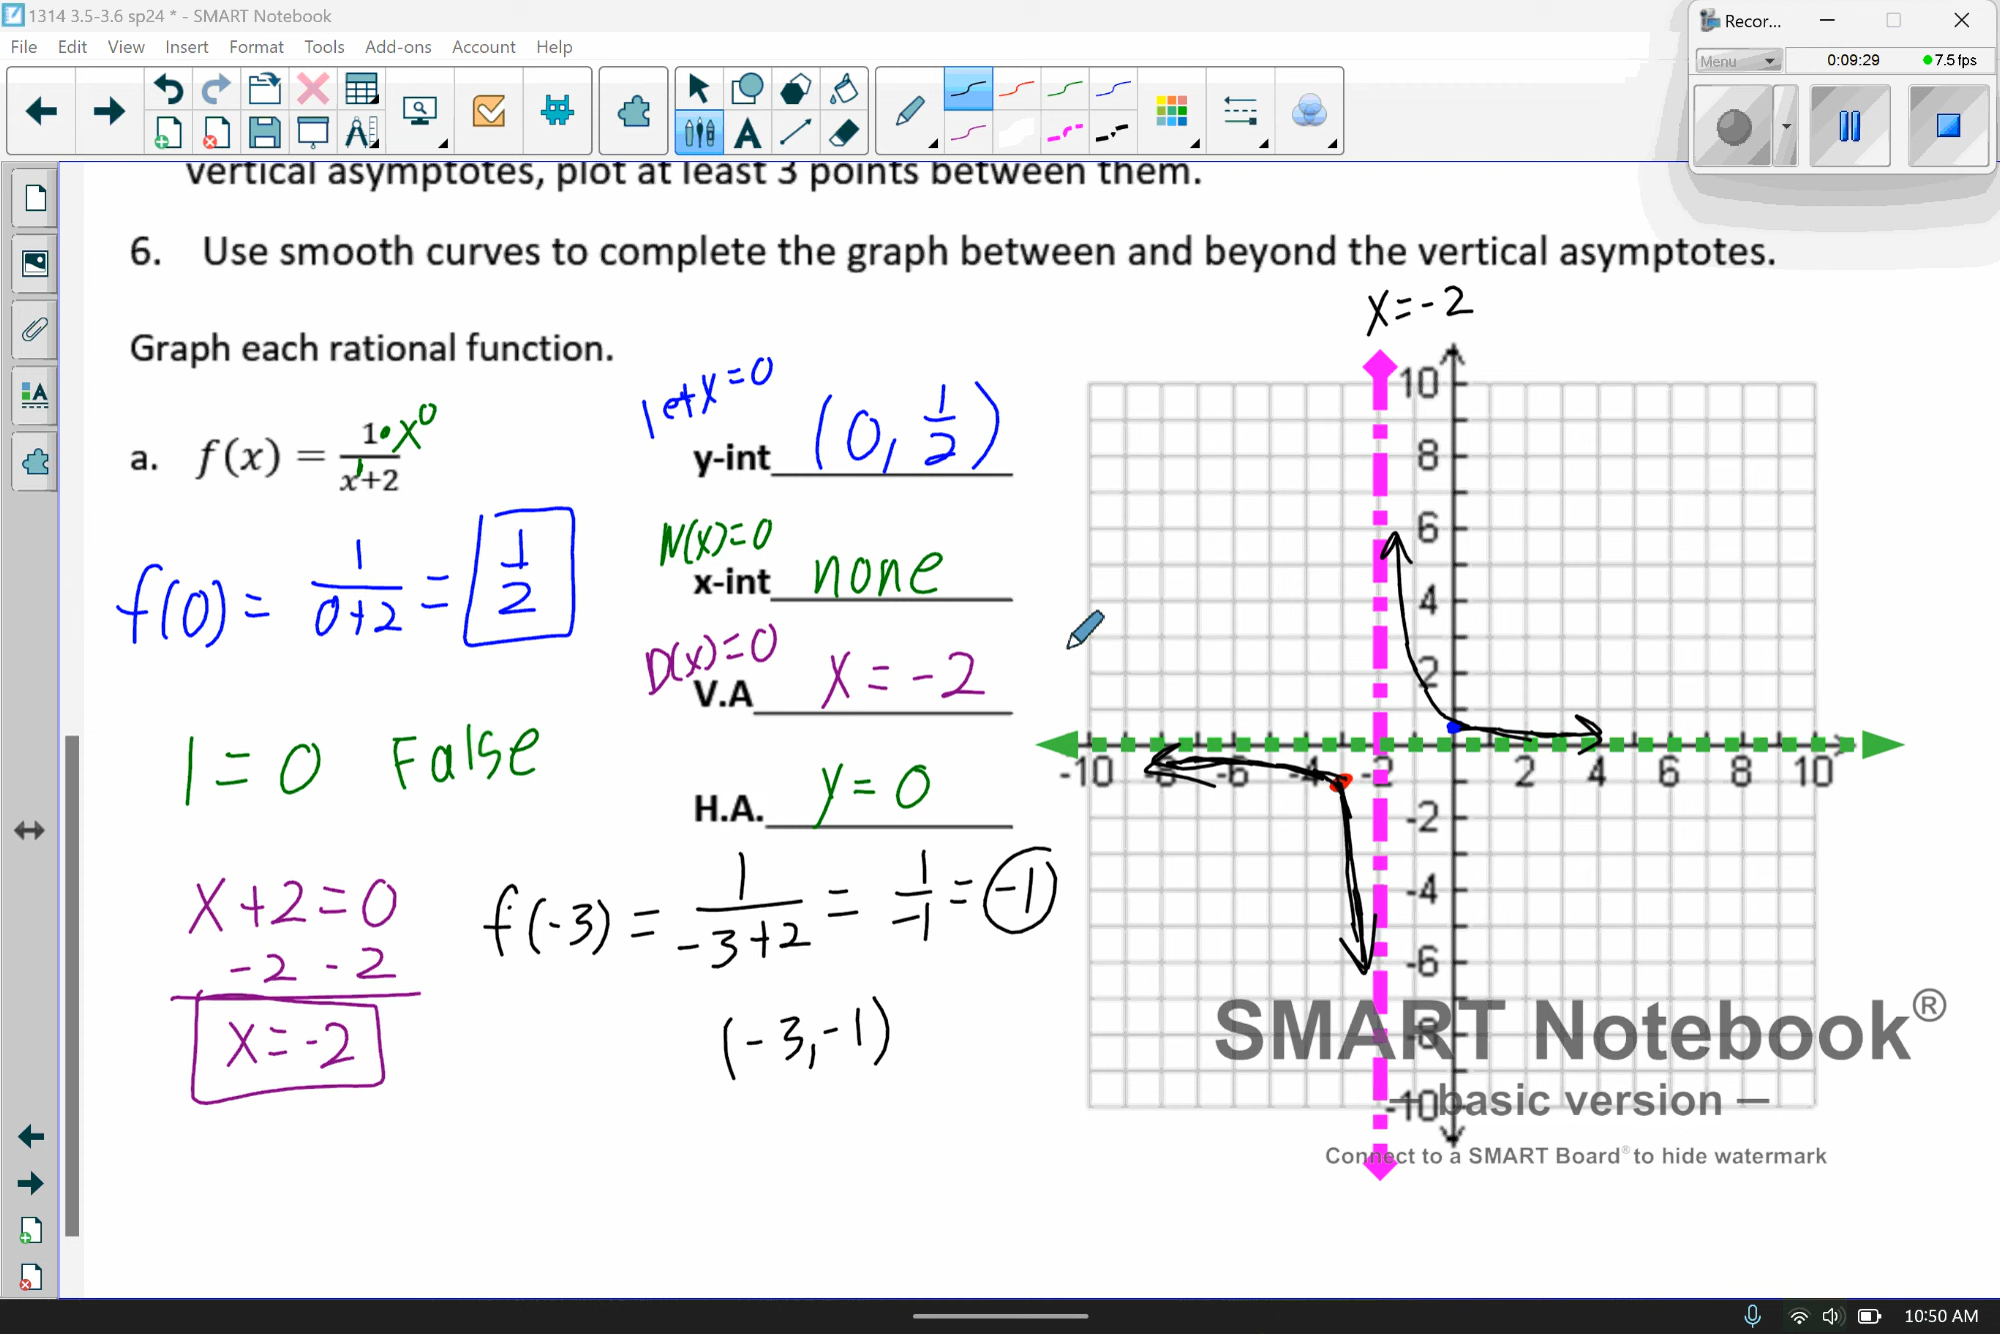 1314 3.5-3.6 sp24 * - SMART Notebook
File Edit View Insert Format Tools Add-ons Account Help
Recor...
Menu 0:09:29 7.5 fps
vertical asymptotes, plot at least 3 points between them.
6. Use smooth curves to complete the graph between and beyond the vertical asymptotes.
x = -2
Graph each rational function.
let x = 0
a. f(x) = 1·x^0 / x^1+2
y-int (0, 1/2)
f(0) = 1/(0+2) = 1/2
N(x)=0
x-int none
D(x)=0
V.A x = -2
1 = 0 False
H.A. y = 0
x + 2 = 0
-2 -2
x = -2
f(-3) = 1/(-3+2) = 1/-1 = -1
(-3, -1)
10
8
6
4
2
-10 -8 -6 -4 -2 2 4 6 8 10
-2
-4
-6
-8
-10
SMART Notebook®
— basic version —
Connect to a SMART Board® to hide watermark
10:50 AM